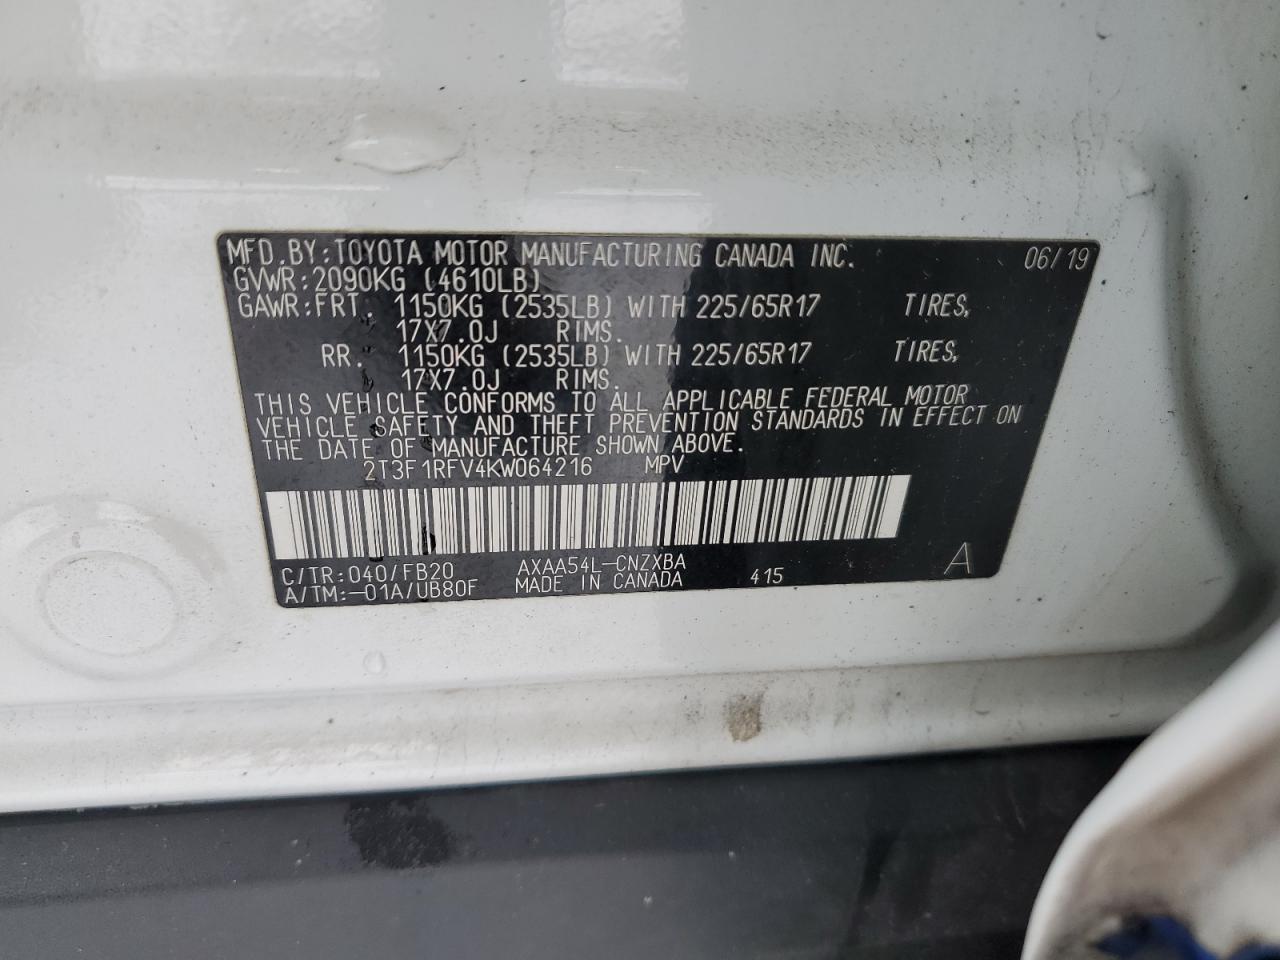 MFD.BY:TOYOTA MOTOR MANUFACTURING CANADA INC. 06/19
GVWR:2090KG (4610LB)
GAWR:FRT. 1150KG (2535LB) WITH 225/65R17 TIRES,
17X7.0J RIMS.
RR. 1150KG (2535LB) WITH 225/65R17 TIRES,
17X7.0J RIMS.
THIS VEHICLE CONFORMS TO ALL APPLICABLE FEDERAL MOTOR
VEHICLE SAFETY AND THEFT PREVENTION STANDARDS IN EFFECT ON
THE DATE OF MANUFACTURE SHOWN ABOVE.
2T3F1RFV4KW064216 MPV
C/TR:040/FB20 AXAA54L-CNZXBA A
A/TM:-01A/UB80F MADE IN CANADA 415